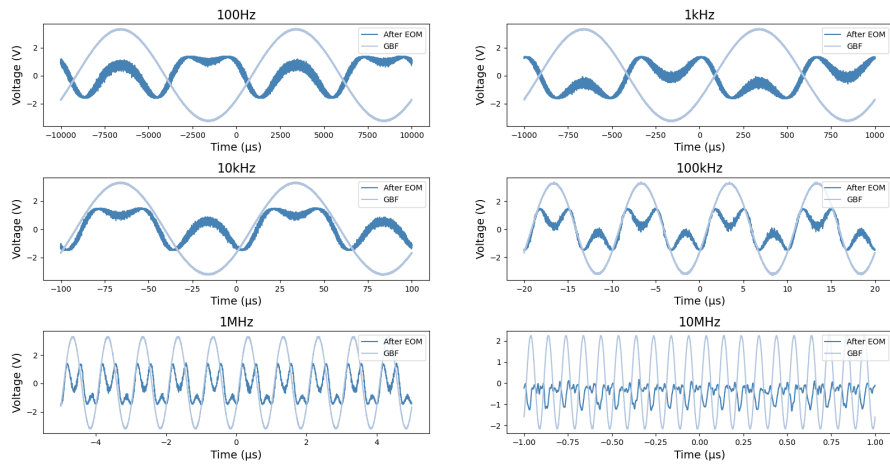 100Hz
After EOM
GBF
Voltage (V)
2
0
−2
−10000 −7500 −5000 −2500 0 2500 5000 7500 10000
Time (μs)
1kHz
After EOM
GBF
Voltage (V)
2
0
−2
−1000 −750 −500 −250 0 250 500 750 1000
Time (μs)
10kHz
After EOM
GBF
Voltage (V)
2
0
−2
−100 −75 −50 −25 0 25 50 75 100
Time (μs)
100kHz
After EOM
GBF
Voltage (V)
2
0
−2
−20 −15 −10 −5 0 5 10 15 20
Time (μs)
1MHz
After EOM
GBF
Voltage (V)
2
0
−2
−4 −2 0 2 4
Time (μs)
10MHz
After EOM
GBF
Voltage (V)
2
1
0
−1
−2
−1.00 −0.75 −0.50 −0.25 0.00 0.25 0.50 0.75 1.00
Time (μs)